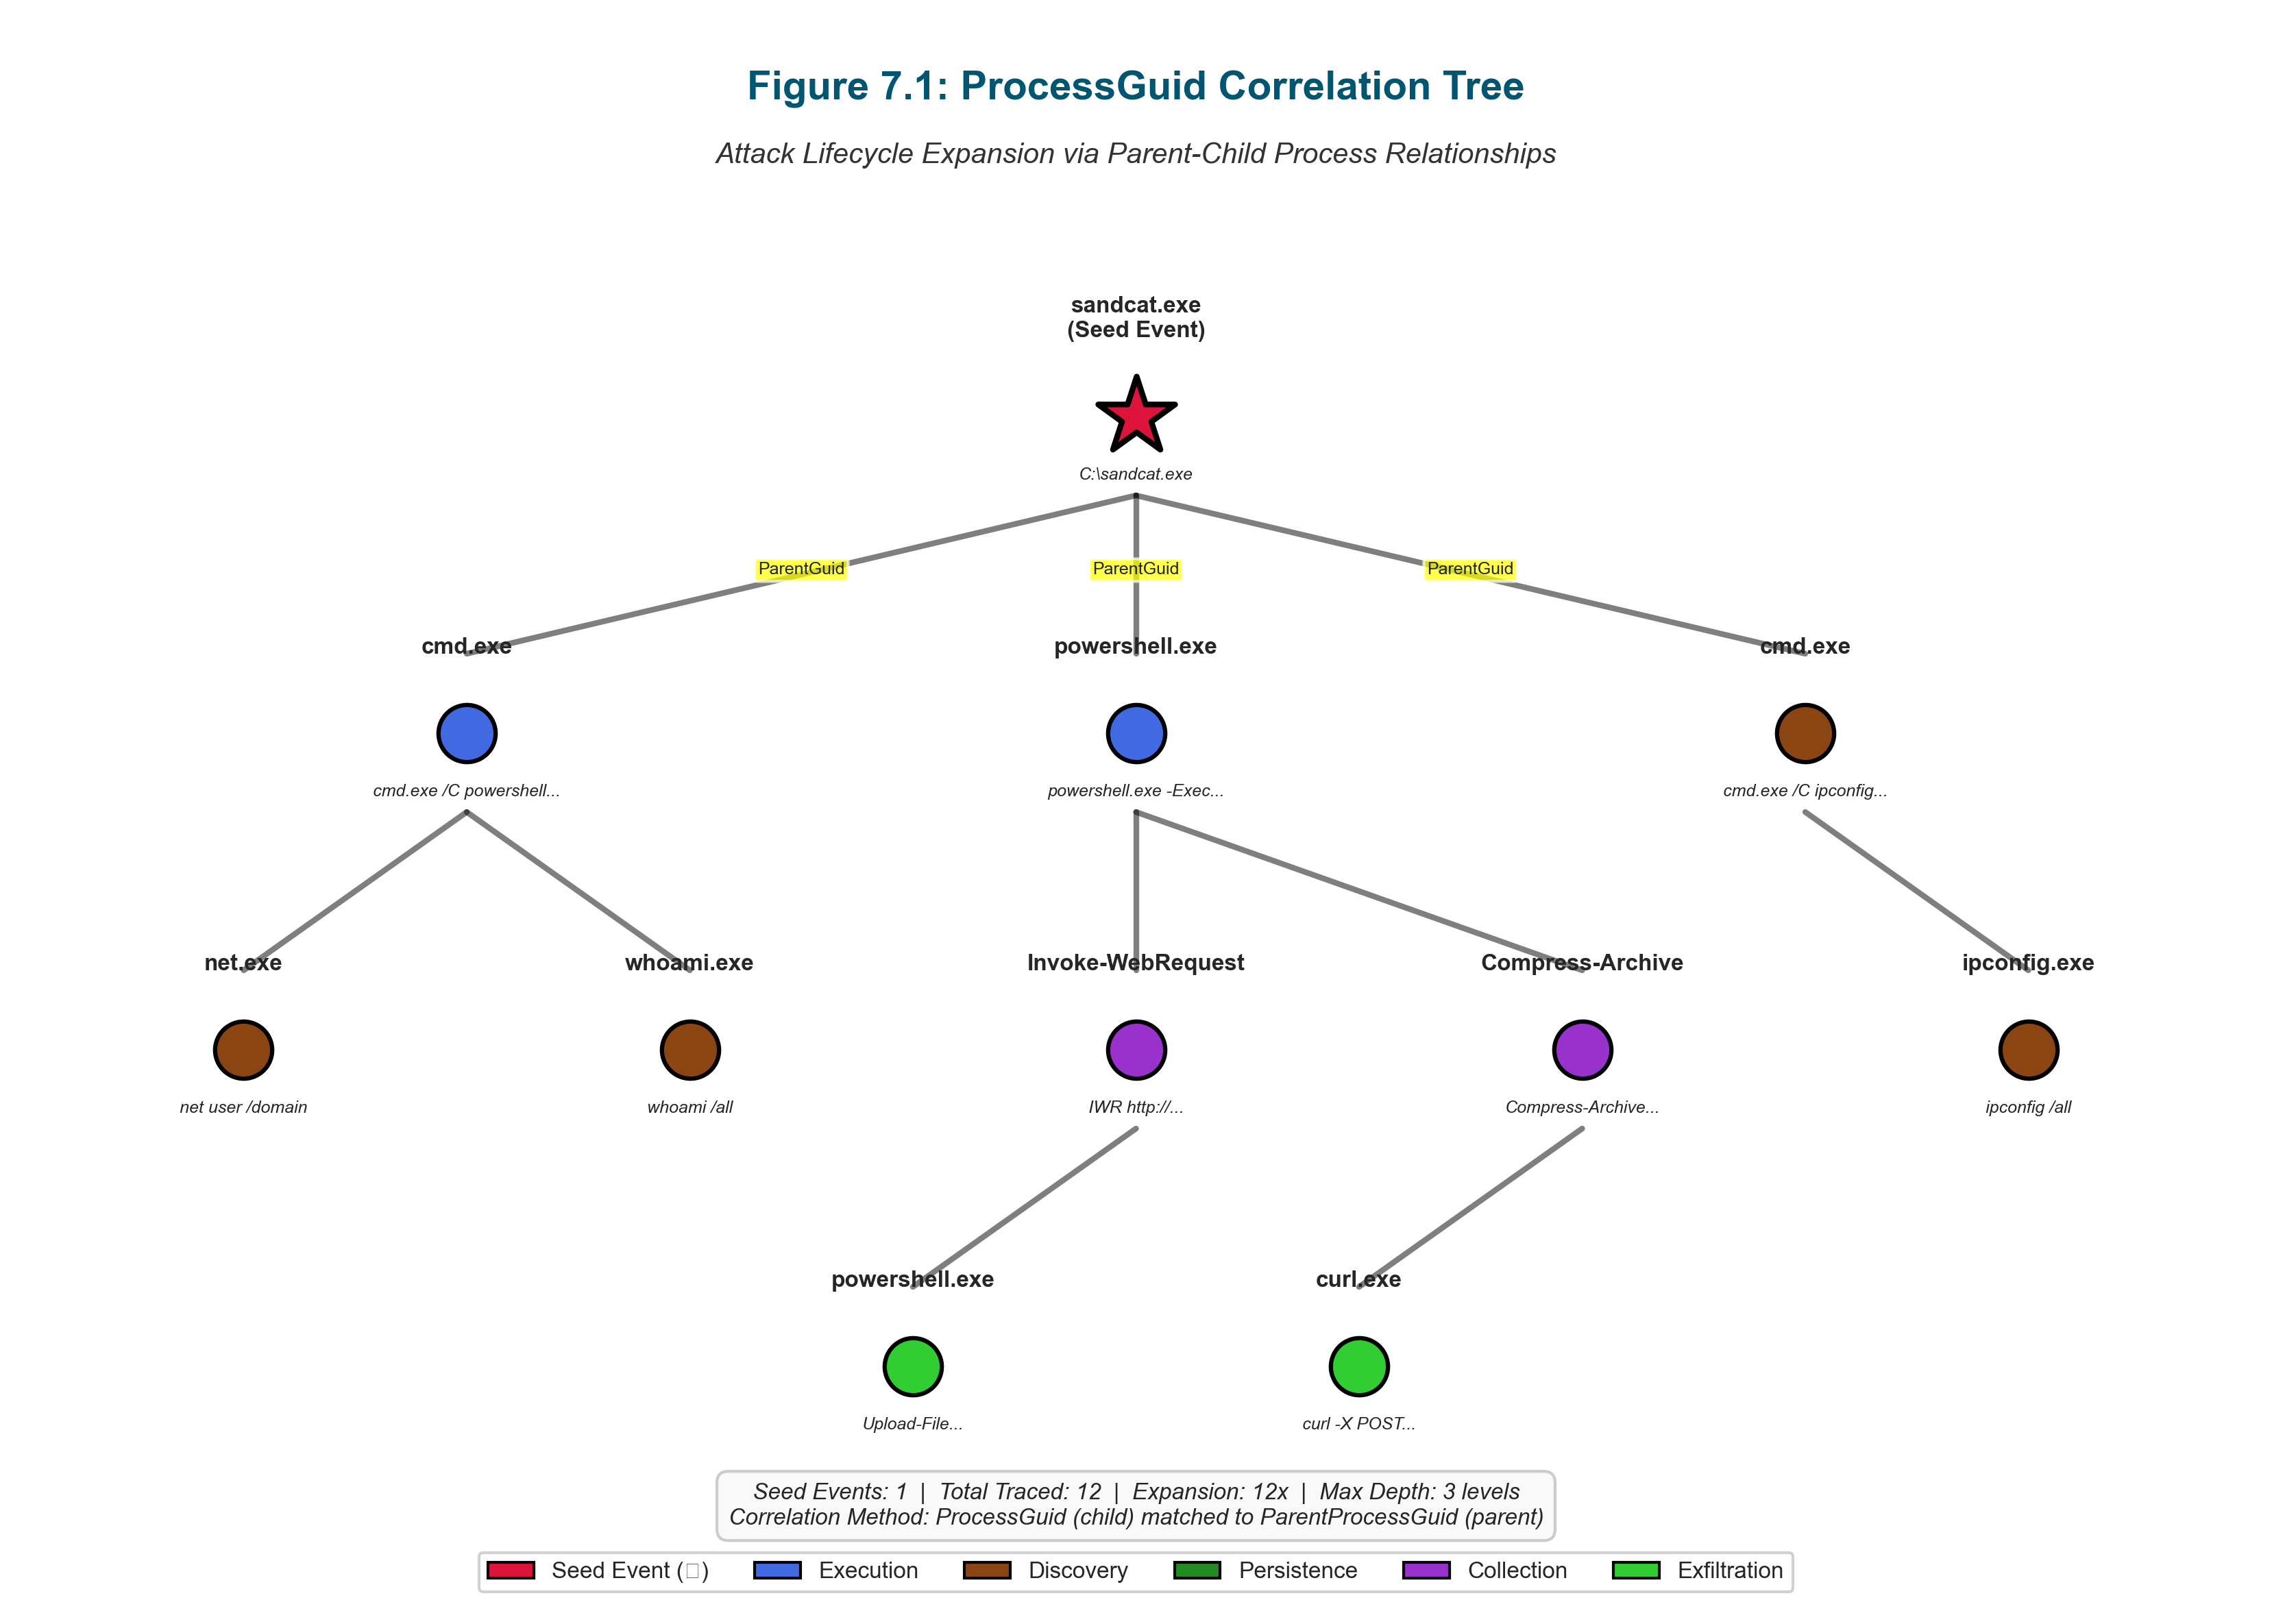 Figure 7.1: ProcessGuid Correlation Tree
Attack Lifecycle Expansion via Parent-Child Process Relationships
sandcat.exe
(Seed Event)
C:\sandcat.exe
ParentGuid
ParentGuid
ParentGuid
cmd.exe
powershell.exe
cmd.exe
cmd.exe /C powershell...
powershell.exe -Exec...
cmd.exe /C ipconfig...
net.exe
whoami.exe
Invoke-WebRequest
Compress-Archive
ipconfig.exe
net user /domain
whoami /all
IWR http://...
Compress-Archive...
ipconfig /all
powershell.exe
curl.exe
Upload-File...
curl -X POST...
Seed Events: 1 | Total Traced: 12 | Expansion: 12x | Max Depth: 3 levels
Correlation Method: ProcessGuid (child) matched to ParentProcessGuid (parent)
Seed Event (▯)
Execution
Discovery
Persistence
Collection
Exfiltration